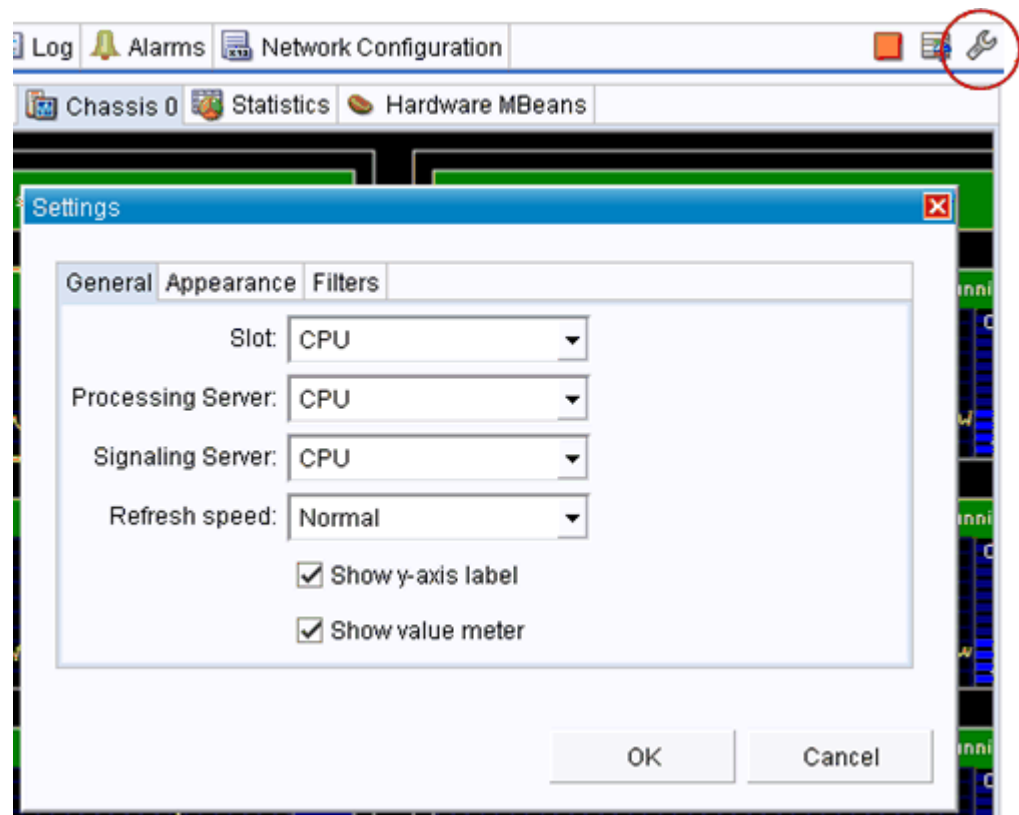 Log Alarms Network Configuration
Chassis 0 Statistics Hardware MBeans
Settings
General Appearance Filters
Slot: CPU
Processing Server: CPU
Signaling Server: CPU
Refresh speed: Normal
Show y-axis label
Show value meter
OK Cancel